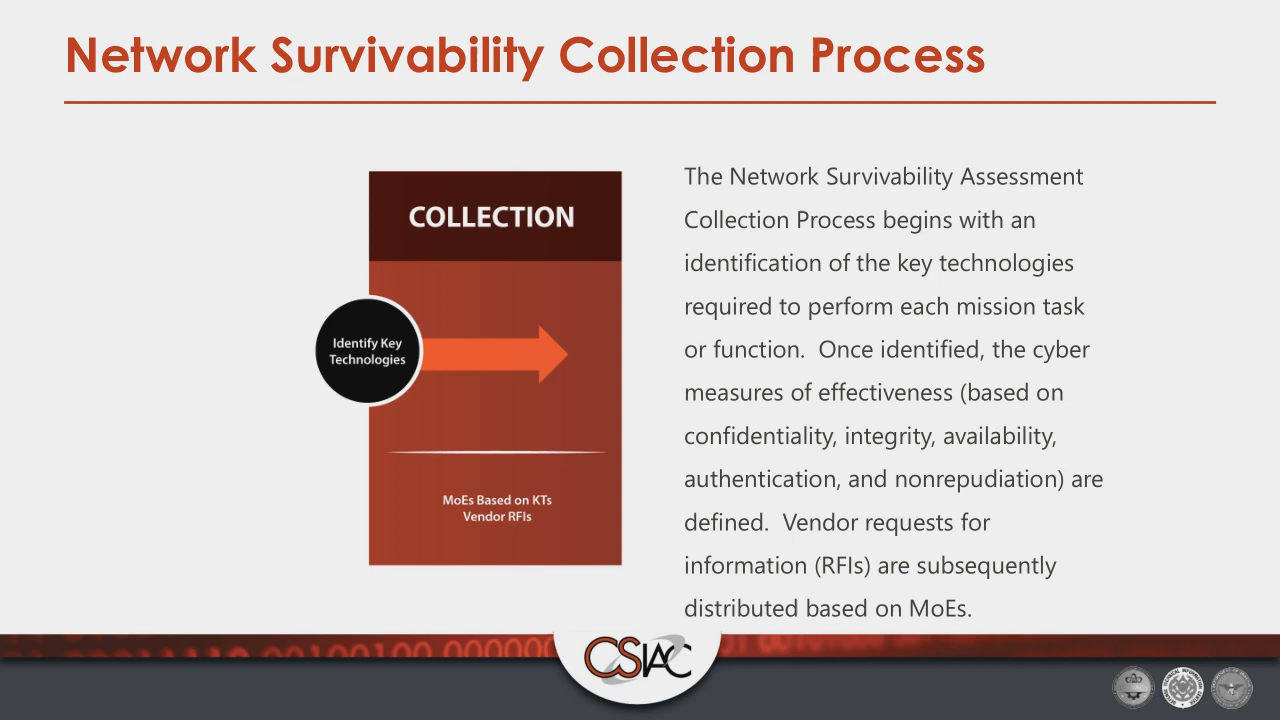 Network Survivability Collection Process
COLLECTION
Identify Key
Technologies
MoEs Based on KTs
Vendor RFIs
The Network Survivability Assessment
Collection Process begins with an
identification of the key technologies
required to perform each mission task
or function.  Once identified, the cyber
measures of effectiveness (based on
confidentiality, integrity, availability,
authentication, and nonrepudiation) are
defined.  Vendor requests for
information (RFIs) are subsequently
distributed based on MoEs.
CSIAC